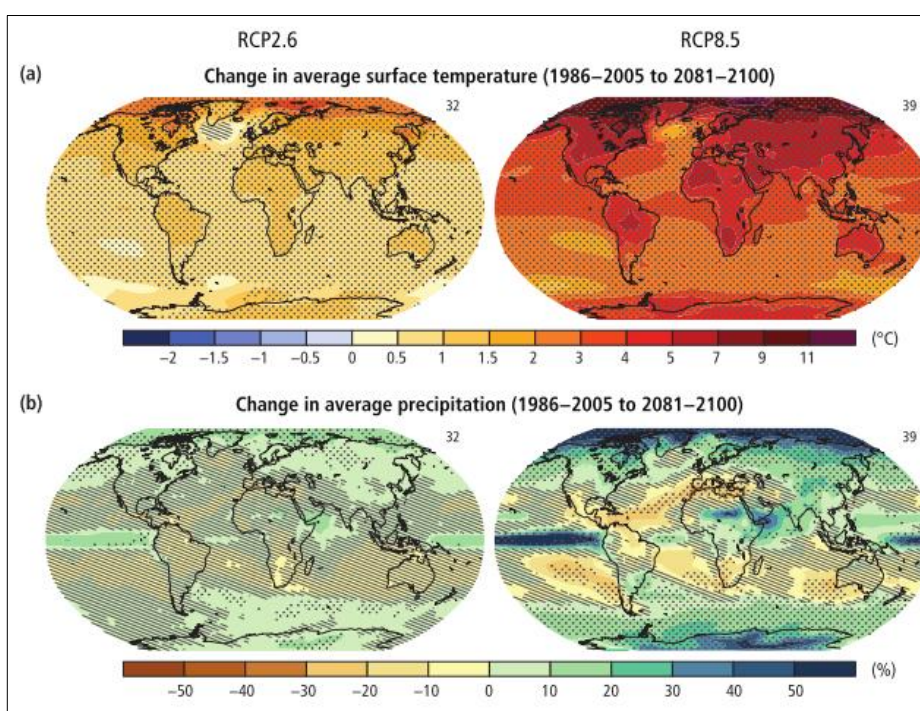 RCP2.6 RCP8.5
(a) Change in average surface temperature (1986–2005 to 2081–2100)
32 39
−2 −1.5 −1 −0.5 0 0.5 1 1.5 2 3 4 5 7 9 11 (°C)
(b) Change in average precipitation (1986–2005 to 2081–2100)
32 39
−50 −40 −30 −20 −10 0 10 20 30 40 50 (%)